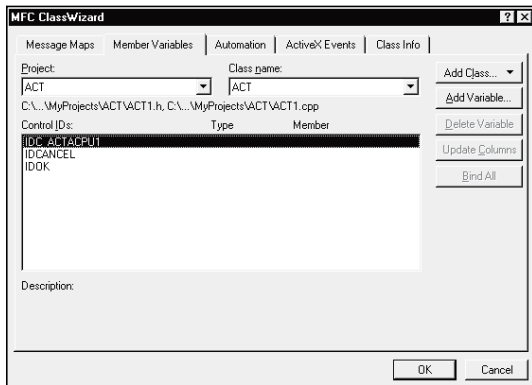 MFC ClassWizard
Message Maps Member Variables Automation ActiveX Events Class Info
Project: Class name:
ACT ACT
Add Class...
C:\...\MyProjects\ACT\ACT1.h, C:\...\MyProjects\ACT\ACT1.cpp
Add Variable...
Control IDs: Type Member
Delete Variable
IDC_ACTACPU1
IDCANCEL
IDOK
Update Columns
Bind All
Description:
OK Cancel